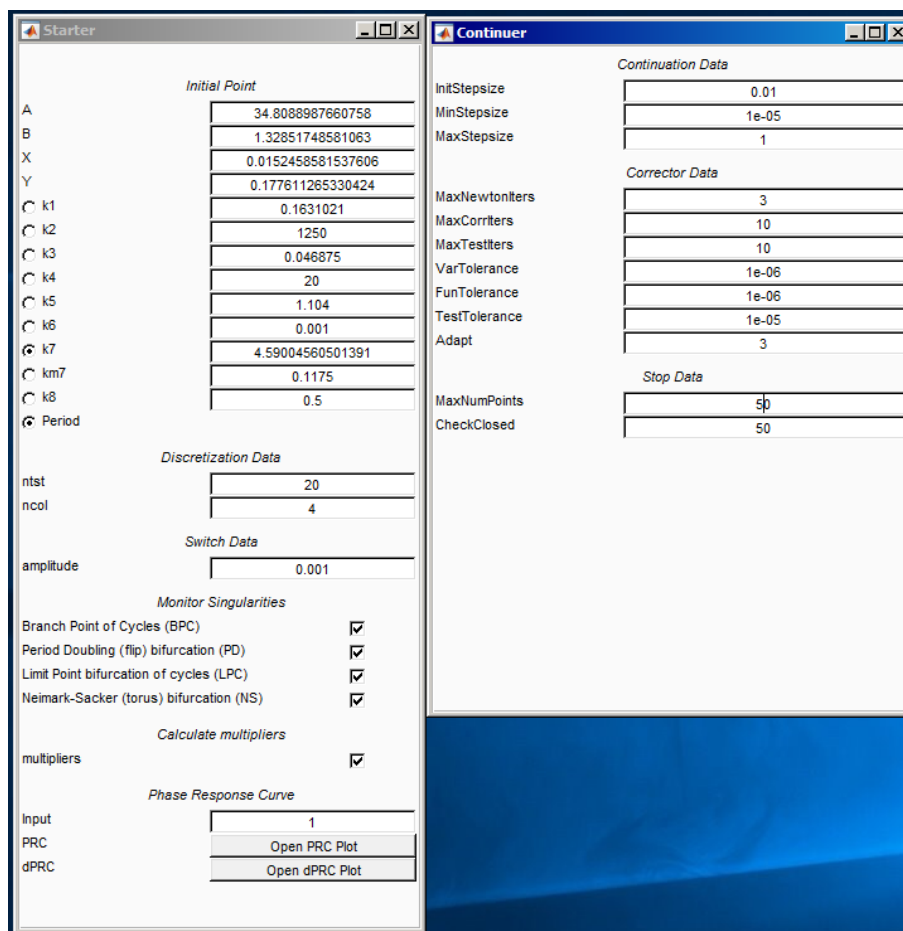 Starter
Initial Point
A 34.8088987660758
B 1.32851748581063
X 0.0152458581537606
Y 0.177611265330424
k1 0.1631021
k2 1250
k3 0.046875
k4 20
k5 1.104
k6 0.001
k7 4.59004560501391
km7 0.1175
k8 0.5
Period
Discretization Data
ntst 20
ncol 4
Switch Data
amplitude 0.001
Monitor Singularities
Branch Point of Cycles (BPC)
Period Doubling (flip) bifurcation (PD)
Limit Point bifurcation of cycles (LPC)
Neimark-Sacker (torus) bifurcation (NS)
Calculate multipliers
multipliers
Phase Response Curve
Input 1
PRC Open PRC Plot
dPRC Open dPRC Plot
Continuer
Continuation Data
InitStepsize 0.01
MinStepsize 1e-05
MaxStepsize 1
Corrector Data
MaxNewtonIters 3
MaxCorrIters 10
MaxTestIters 10
VarTolerance 1e-06
FunTolerance 1e-06
TestTolerance 1e-05
Adapt 3
Stop Data
MaxNumPoints 50
CheckClosed 50